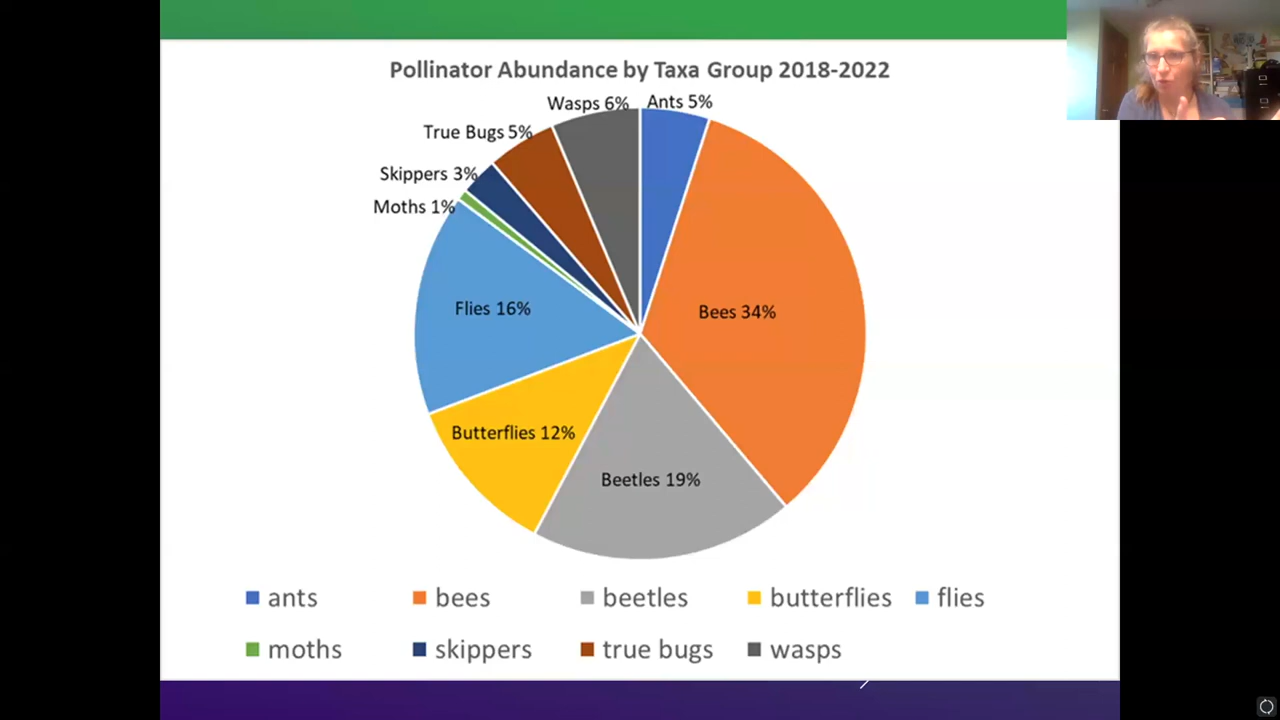 Pollinator Abundance by Taxa Group 2018-2022
Wasps 6%
Ants 5%
True Bugs 5%
Skippers 3%
Moths 1%
Flies 16%
Bees 34%
Butterflies 12%
Beetles 19%
ants bees beetles butterflies flies
moths skippers true bugs wasps